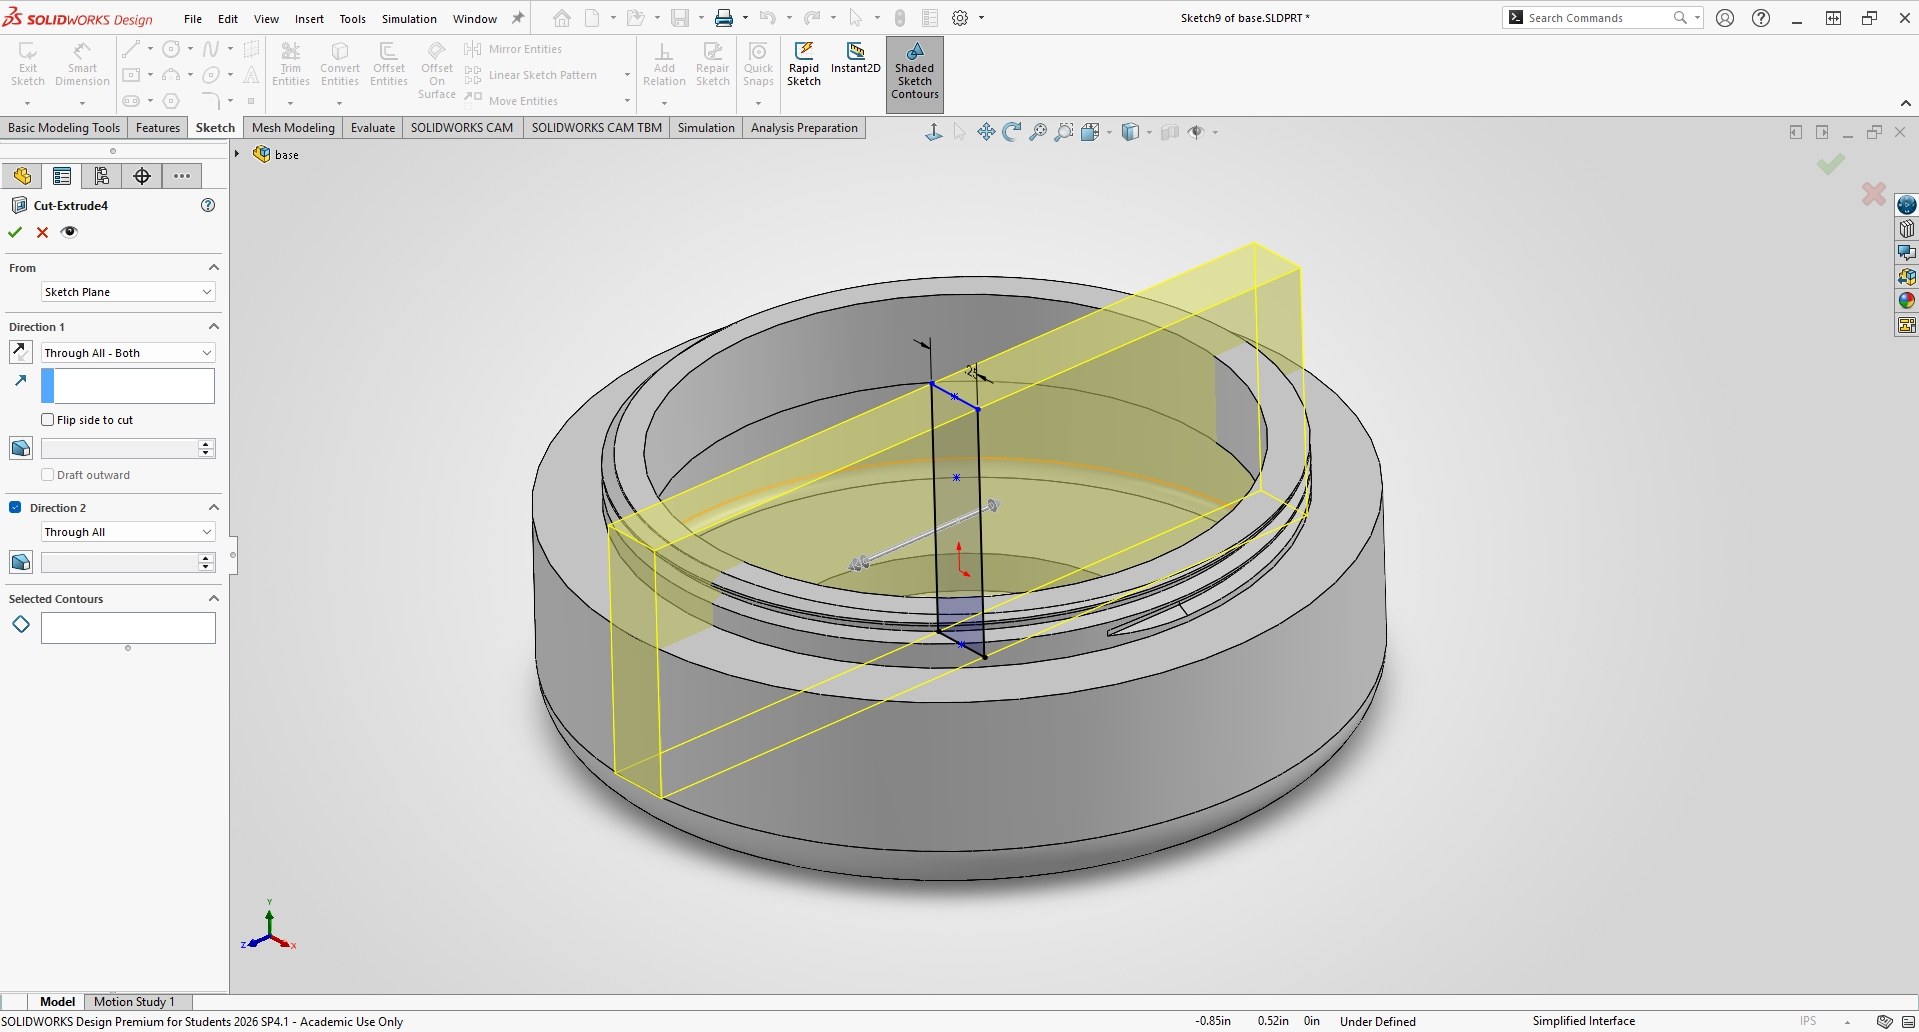 SOLIDWORKS Design
File Edit View Insert Tools Simulation Window
Sketch9 of base.SLDPRT *
Search Commands
Exit Sketch
Smart Dimension
Trim Entities
Convert Entities
Offset Entities
Offset On Surface
Mirror Entities
Linear Sketch Pattern
Move Entities
Add Relation
Repair Sketch
Quick Snaps
Rapid Sketch
Instant2D
Shaded Sketch Contours
Basic Modeling Tools Features Sketch Mesh Modeling Evaluate SOLIDWORKS CAM SOLIDWORKS CAM TBM Simulation Analysis Preparation
base
Cut-Extrude4
From
Sketch Plane
Direction 1
Through All - Both
Flip side to cut
Draft outward
Direction 2
Through All
Selected Contours
Y
Z
X
Model Motion Study 1
SOLIDWORKS Design Premium for Students 2026 SP4.1 - Academic Use Only
-0.85in 0.52in 0in Under Defined Simplified Interface IPS